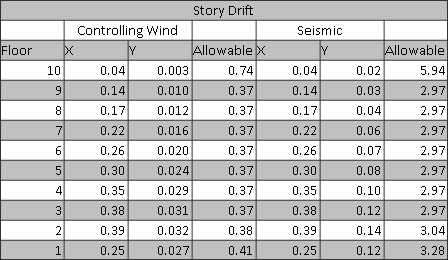 Story Drift
Controlling Wind Seismic
Floor X Y Allowable X Y Allowable
10 0.04 0.003 0.74 0.04 0.02 5.94
9 0.14 0.010 0.37 0.14 0.03 2.97
8 0.17 0.012 0.37 0.17 0.04 2.97
7 0.22 0.016 0.37 0.22 0.06 2.97
6 0.26 0.020 0.37 0.26 0.07 2.97
5 0.30 0.024 0.37 0.30 0.08 2.97
4 0.35 0.029 0.37 0.35 0.10 2.97
3 0.38 0.031 0.37 0.38 0.12 2.97
2 0.39 0.032 0.38 0.39 0.14 3.04
1 0.25 0.027 0.41 0.25 0.12 3.28